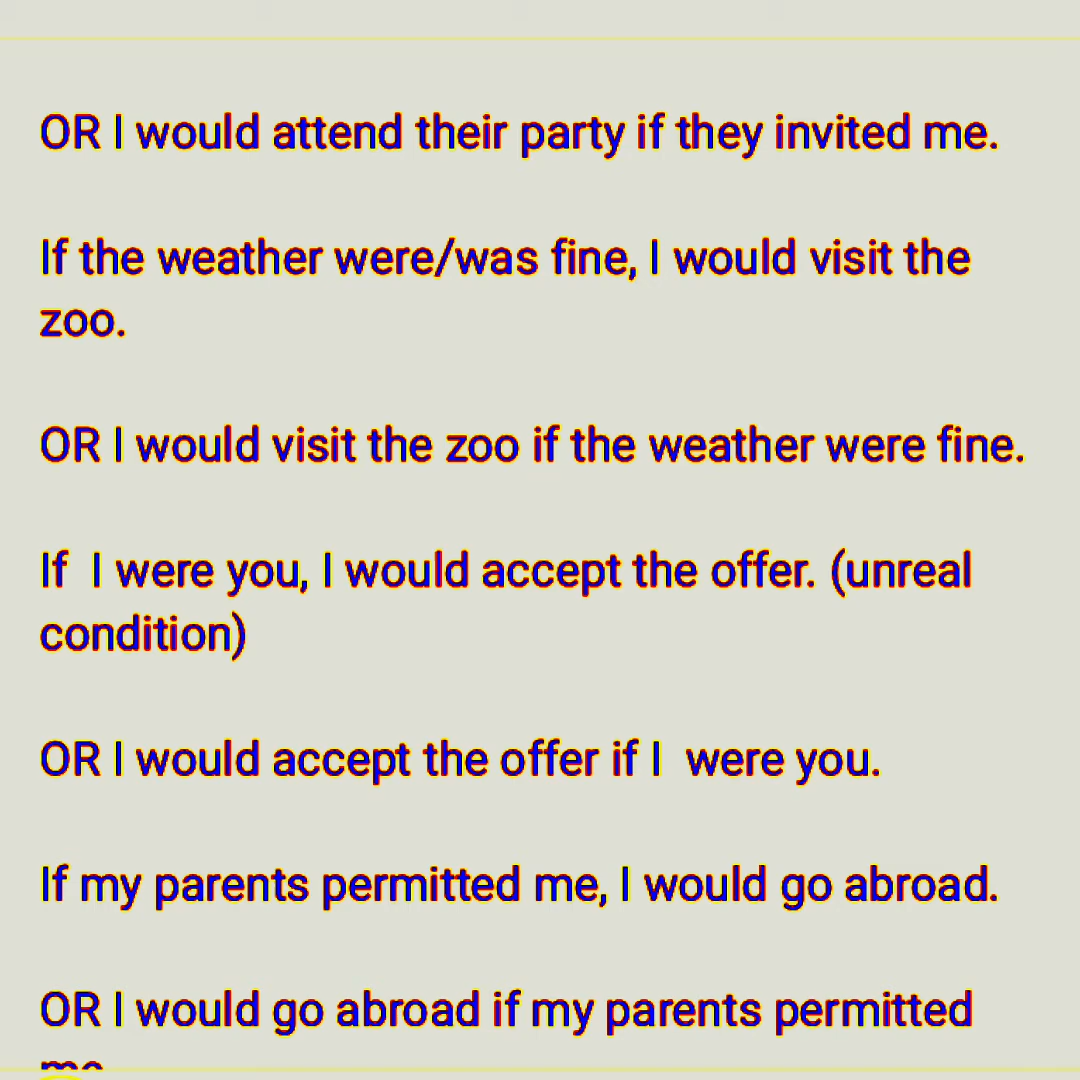 OR I would attend their party if they invited me.
If the weather were/was fine, I would visit the
zoo.
OR I would visit the zoo if the weather were fine.
If  I were you, I would accept the offer. (unreal
condition)
OR I would accept the offer if I  were you.
If my parents permitted me, I would go abroad.
OR I would go abroad if my parents permitted